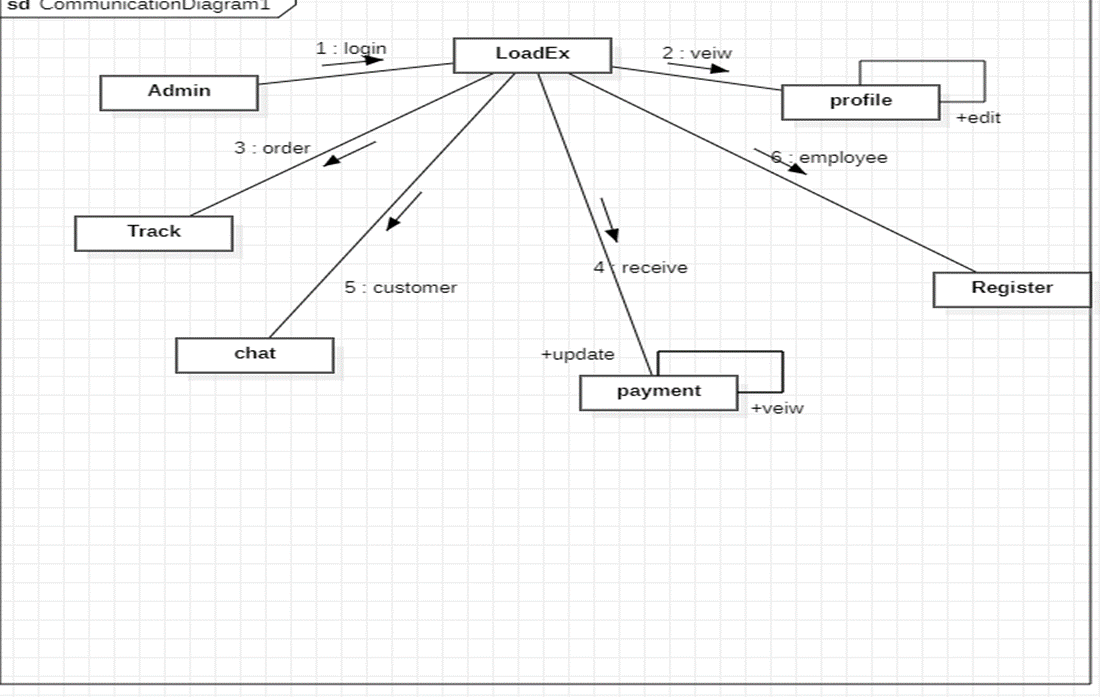 sd CommunicationDiagram1
1 : login
LoadEx
2 : veiw
Admin
profile
+edit
3 : order
6 : employee
Track
4 : receive
5 : customer
Register
chat
+update
payment
+veiw